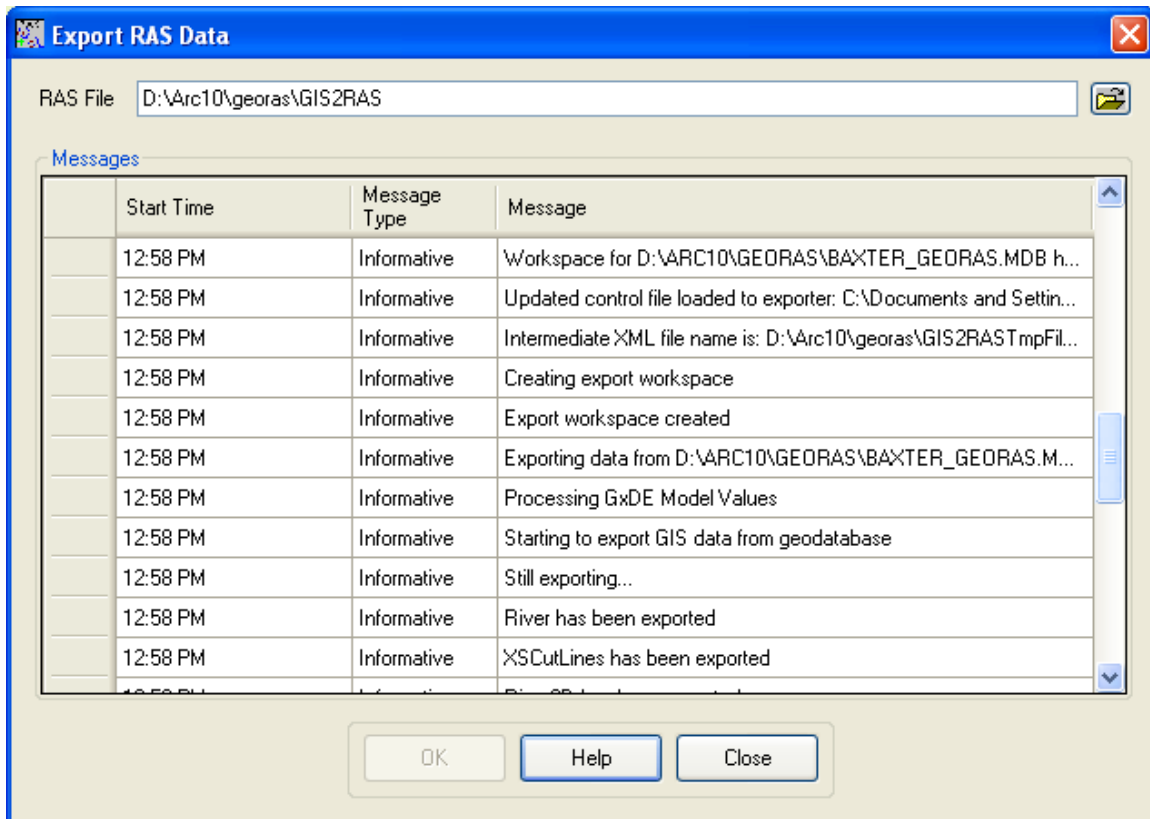 Export RAS Data
RAS File D:\Arc10\georas\GIS2RAS
Messages
Start Time Message Type Message
12:58 PM Informative Workspace for D:\ARC10\GEORAS\BAXTER_GEORAS.MDB h...
12:58 PM Informative Updated control file loaded to exporter: C:\Documents and Settin...
12:58 PM Informative Intermediate XML file name is: D:\Arc10\georas\GIS2RASTmpFil...
12:58 PM Informative Creating export workspace
12:58 PM Informative Export workspace created
12:58 PM Informative Exporting data from D:\ARC10\GEORAS\BAXTER_GEORAS.M...
12:58 PM Informative Processing GxDE Model Values
12:58 PM Informative Starting to export GIS data from geodatabase
12:58 PM Informative Still exporting...
12:58 PM Informative River has been exported
12:58 PM Informative XSCutLines has been exported
OK Help Close